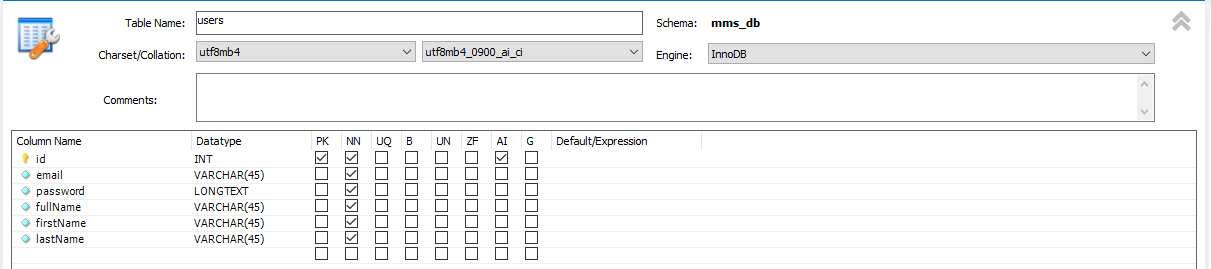 Table Name: users Schema: mms_db
Charset/Collation: utf8mb4 utf8mb4_0900_ai_ci Engine: InnoDB
Comments:
Column Name Datatype PK NN UQ B UN ZF AI G Default/Expression
id INT
email VARCHAR(45)
password LONGTEXT
fullName VARCHAR(45)
firstName VARCHAR(45)
lastName VARCHAR(45)